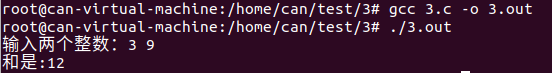 root@can-virtual-machine:/home/can/test/3# gcc 3.c -o 3.out
root@can-virtual-machine:/home/can/test/3# ./3.out
输入两个整数：3 9
和是:12